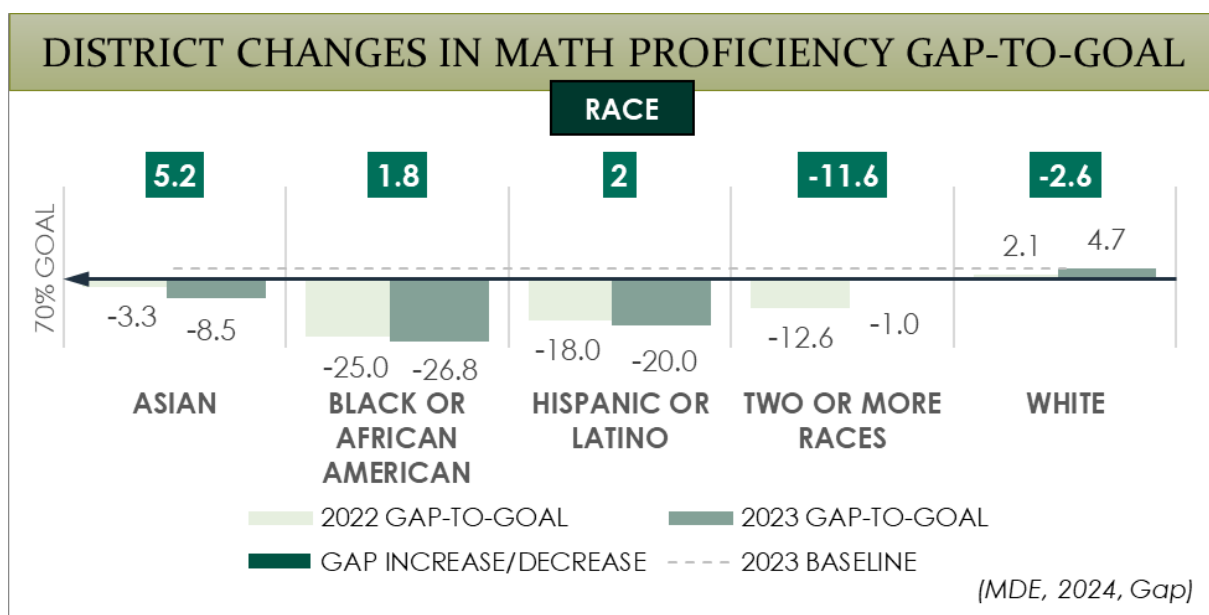 DISTRICT CHANGES IN MATH PROFICIENCY GAP-TO-GOAL
RACE
5.2
1.8
2
-11.6
-2.6
70% GOAL
2.1
4.7
-3.3
-8.5
-25.0
-26.8
-18.0
-20.0
-12.6
-1.0
ASIAN
BLACK OR
AFRICAN
AMERICAN
HISPANIC OR
LATINO
TWO OR MORE
RACES
WHITE
2022 GAP-TO-GOAL
2023 GAP-TO-GOAL
GAP INCREASE/DECREASE
2023 BASELINE
(MDE, 2024, Gap)